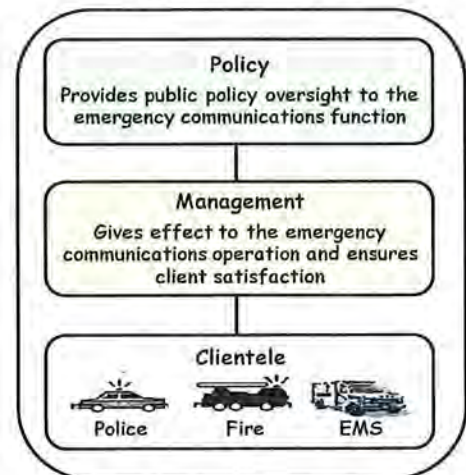 Policy
Provides public policy oversight to the
emergency communications function
Management
Gives effect to the emergency
communications operation and ensures
client satisfaction
Clientele
Police Fire EMS